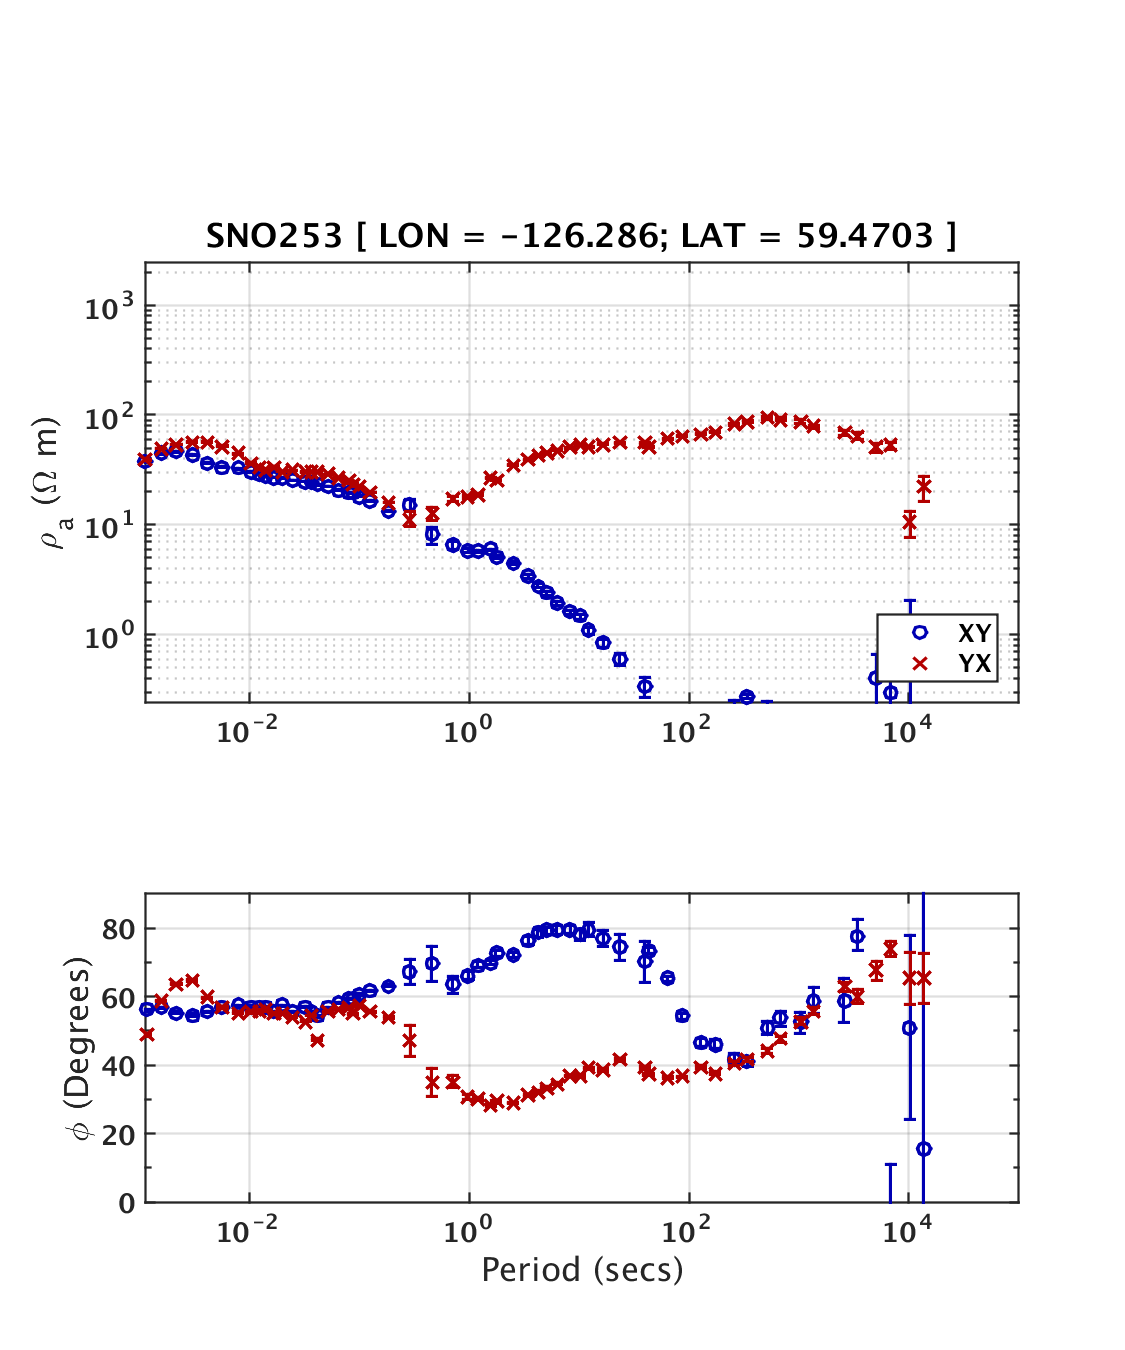 SNO253 [ LON = -126.286; LAT = 59.4703 ]
10³
10²
10¹
10⁰
ρₐ (Ω m)
XY
YX
10⁻² 10⁰ 10² 10⁴
80
60
40
20
0
ϕ (Degrees)
10⁻² 10⁰ 10² 10⁴
Period (secs)